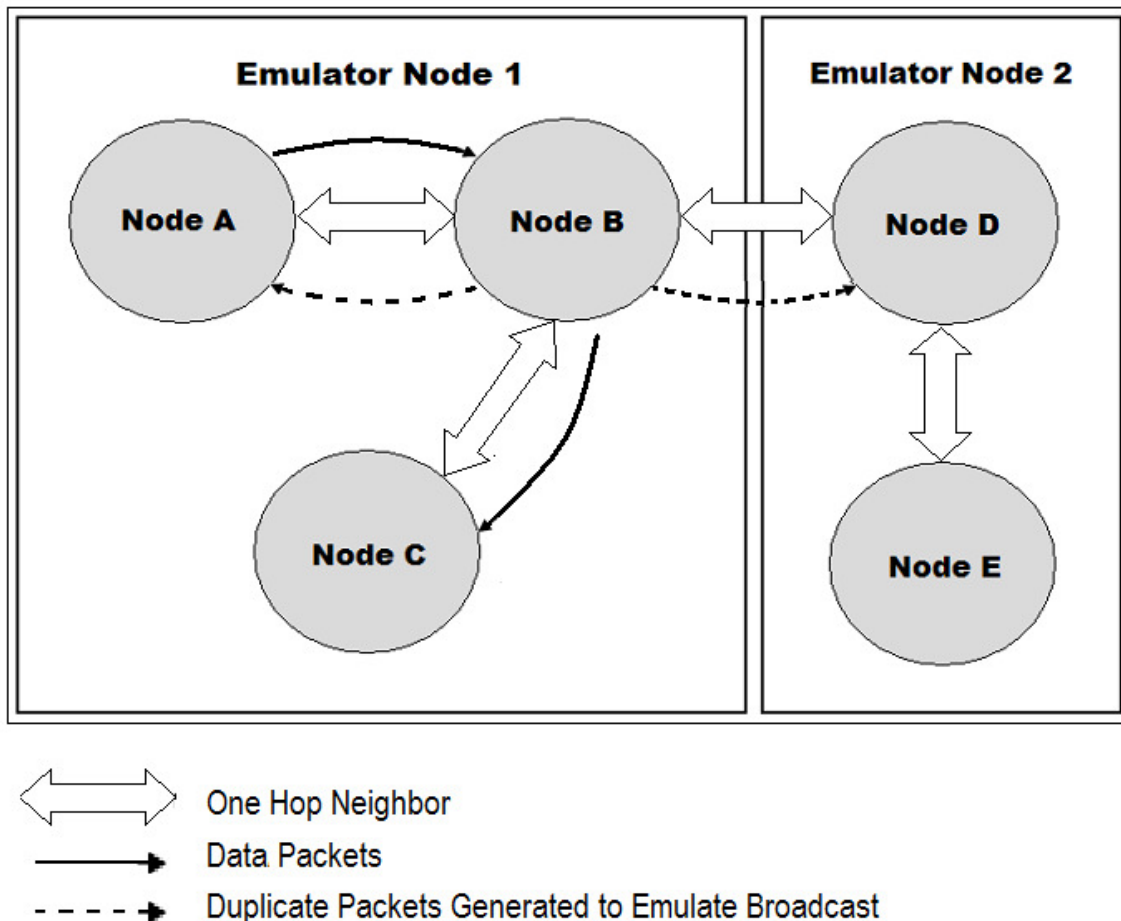 Emulator Node 1
Emulator Node 2
Node A
Node B
Node D
Node C
Node E
One Hop Neighbor
Data Packets
Duplicate Packets Generated to Emulate Broadcast